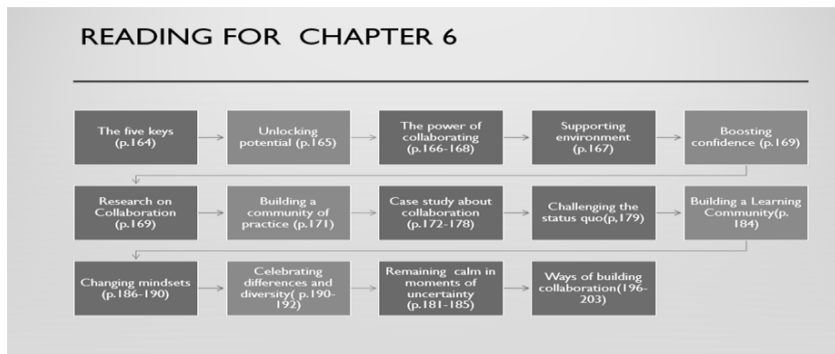 READING FOR CHAPTER 6
The five keys
(p.164)
Unlocking
potential (p.165)
The power of
collaborating
(p.166-168)
Supporting
environment
(p.167)
Boosting
confidence (p.169)
Research on
Collaboration
(p.169)
Building a
community of
practice (p.171)
Case study about
collaboration
(p.172-178)
Challenging the
status quo(p,179)
Building a Learning
Community(p.
184)
Changing mindsets
(p.186-190)
Celebrating
differences and
diversity( p.190-
192)
Remaining calm in
moments of
uncertainty
(p.181-185)
Ways of building
collaboration(196-
203)